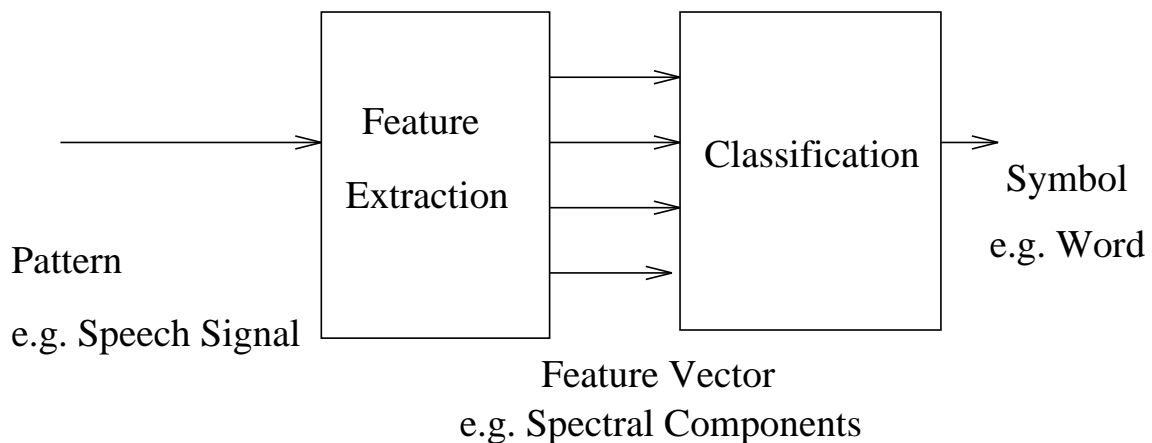 Pattern
e.g. Speech Signal
Feature
Extraction
Feature Vector
e.g. Spectral Components
Classification
Symbol
e.g. Word